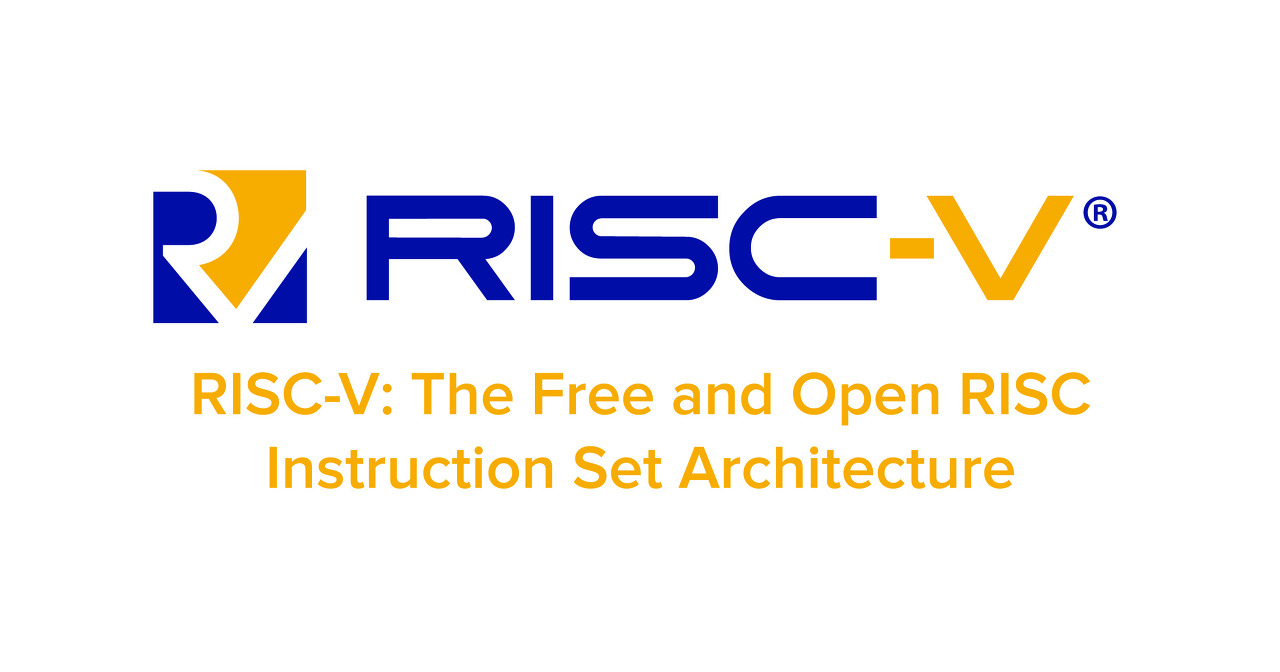 RISC-V®
RISC-V: The Free and Open RISC
Instruction Set Architecture